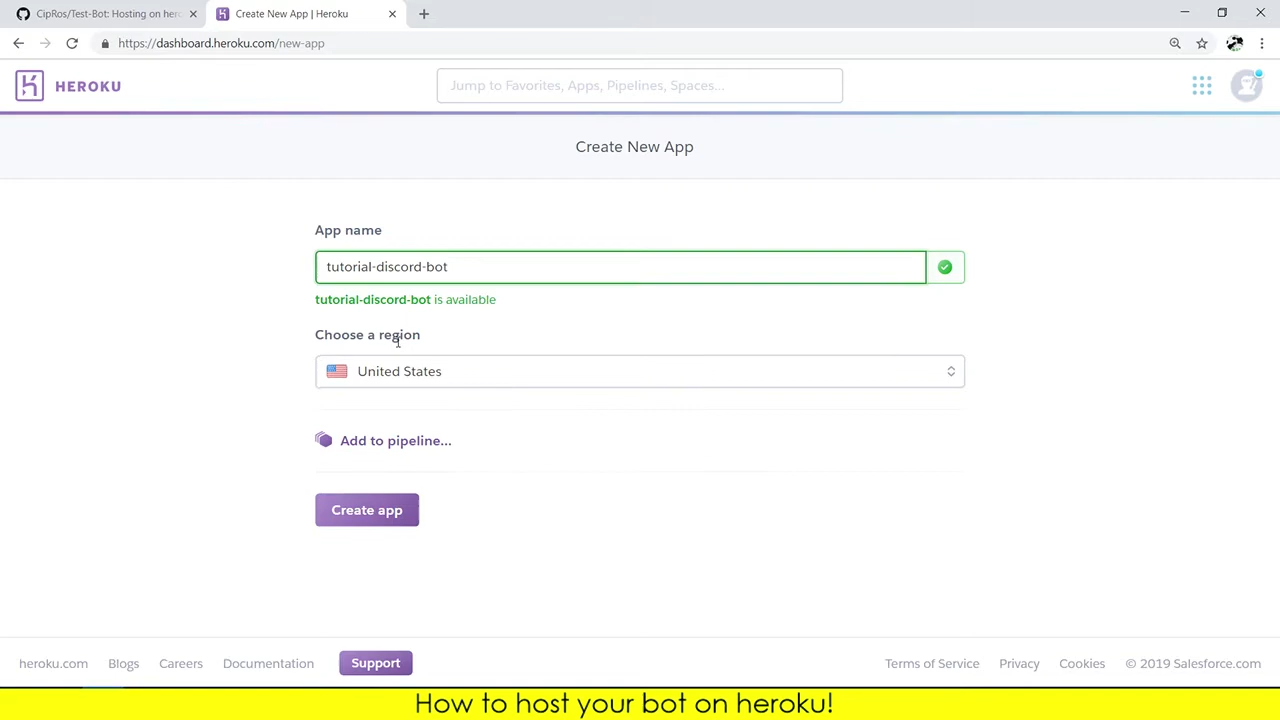 CipRos/Test-Bot: Hosting on her
Create New App | Heroku
https://dashboard.heroku.com/new-app
HEROKU
Jump to Favorites, Apps, Pipelines, Spaces...
Create New App
App name
tutorial-discord-bot
tutorial-discord-bot is available
Choose a region
United States
Add to pipeline...
Create app
heroku.com Blogs Careers Documentation Support Terms of Service Privacy Cookies © 2019 Salesforce.com
How to host your bot on heroku!